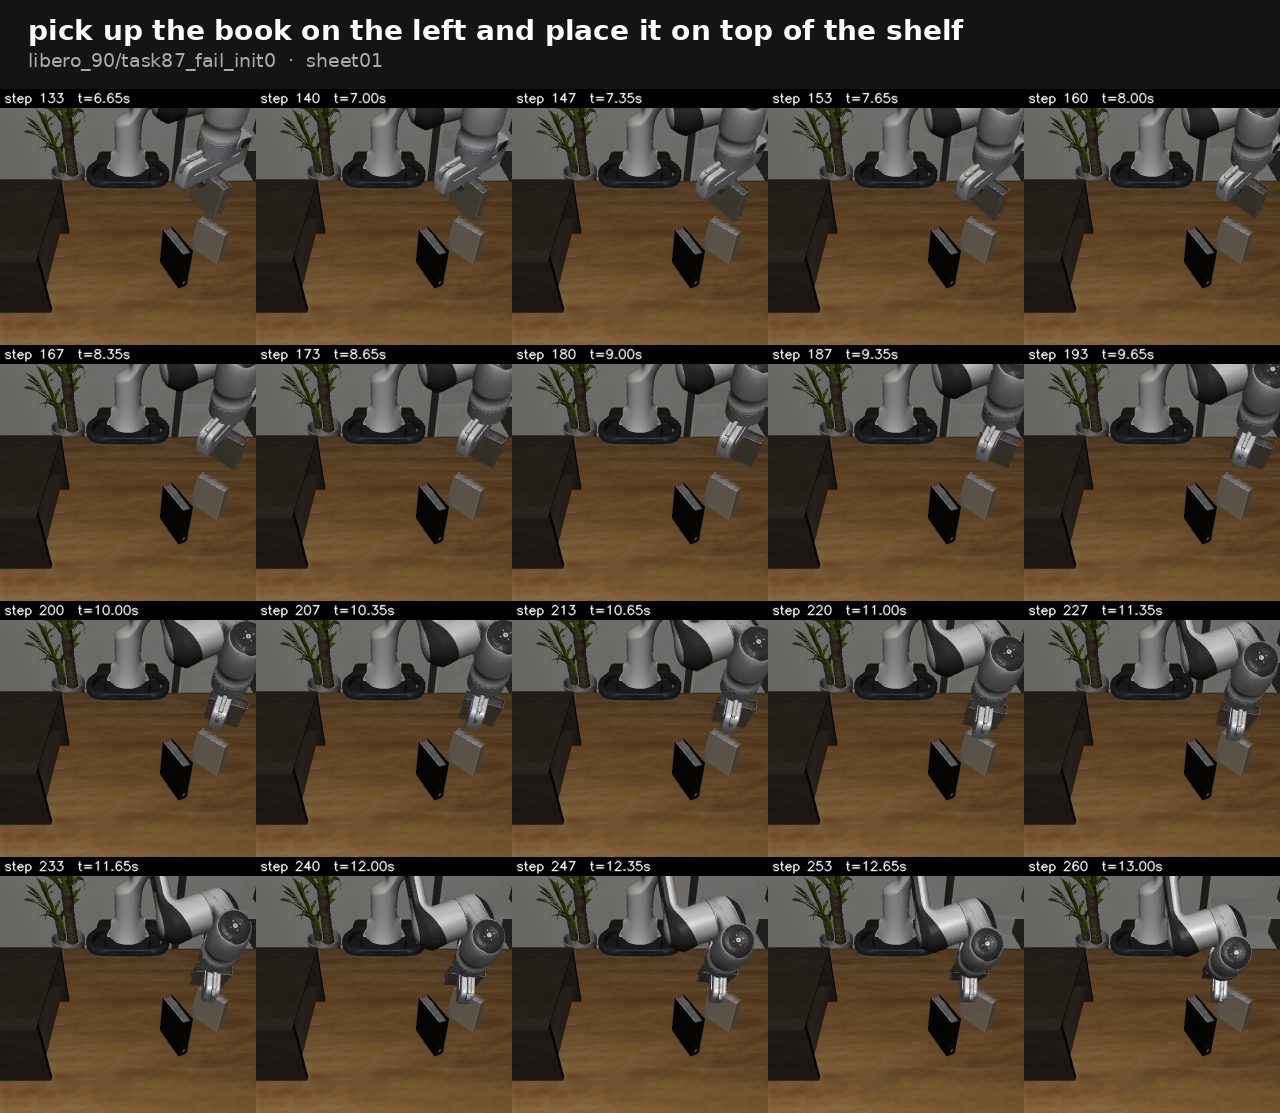 pick up the book on the left and place it on top of the shelf
libero_90/task87_fail_init0 · sheet01
step 133 t=6.65s
step 140 t=7.00s
step 147 t=7.35s
step 153 t=7.65s
step 160 t=8.00s
step 167 t=8.35s
step 173 t=8.65s
step 180 t=9.00s
step 187 t=9.35s
step 193 t=9.65s
step 200 t=10.00s
step 207 t=10.35s
step 213 t=10.65s
step 220 t=11.00s
step 227 t=11.35s
step 233 t=11.65s
step 240 t=12.00s
step 247 t=12.35s
step 253 t=12.65s
step 260 t=13.00s